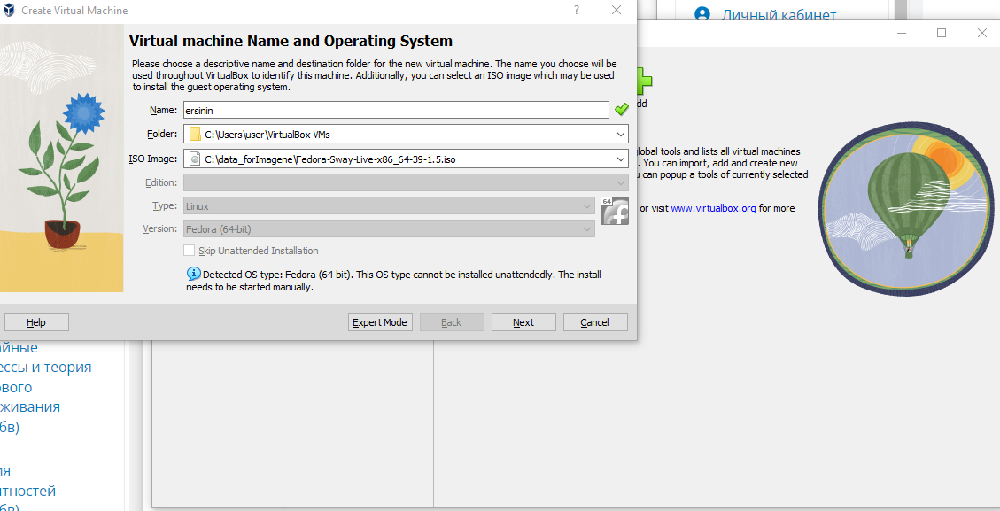 Create Virtual Machine
?
Личный кабинет
Virtual machine Name and Operating System
Please choose a descriptive name and destination folder for the new virtual machine. The name you choose will be
used throughout VirtualBox to identify this machine. Additionally, you can select an ISO image which may be used
to install the guest operating system.
Name: ersinin
Folder: C:\Users\user\VirtualBox VMs
ISO Image: C:\data_forImagene\Fedora-Sway-Live-x86_64-39-1.5.iso
Edition:
Type: Linux
64
Version: Fedora (64-bit)
Skip Unattended Installation
Detected OS type: Fedora (64-bit). This OS type cannot be installed unattendedly. The install
needs to be started manually.
Help
Expert Mode
Back
Next
Cancel
dd
lobal tools and lists all virtual machines
. You can import, add and create new
u can popup a tools of currently selected
or visit www.virtualbox.org for more
айные
ессы и теория
ового
живания
бв)
ия
тностей
бв)